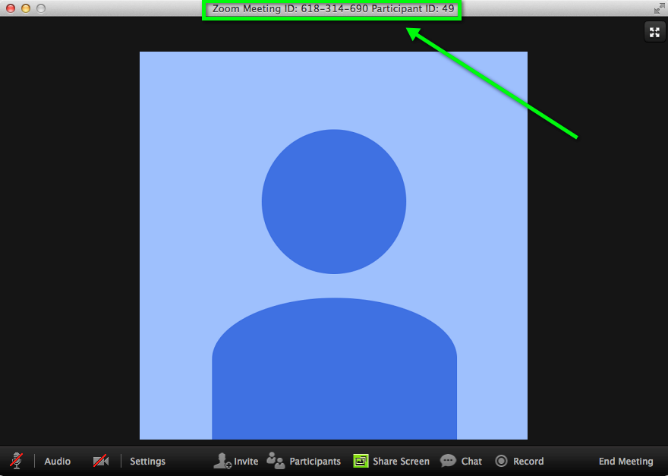 Zoom Meeting ID: 618-314-690 Participant ID: 49
Audio Settings Invite Participants Share Screen Chat Record End Meeting